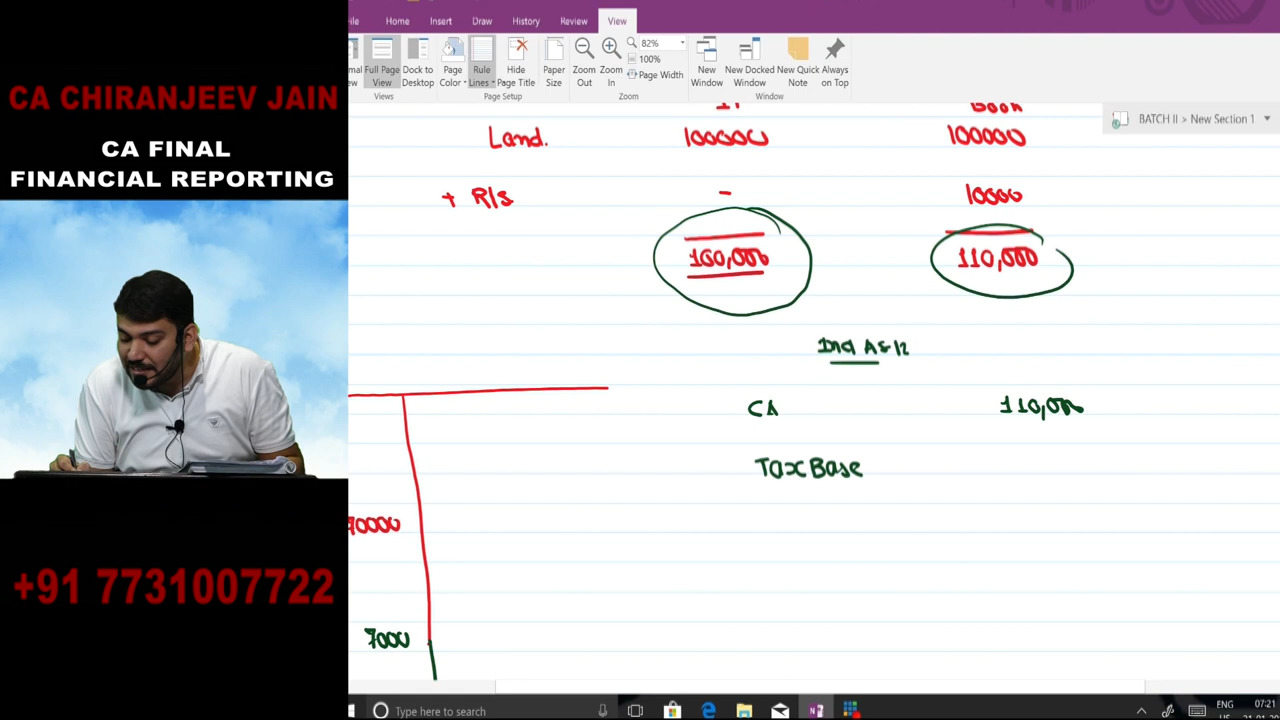 File Home Insert Draw History Review View
Full Page View
Dock to Desktop
Page Color
Rule Lines
Hide Page Title
Paper Size
Zoom Out
Zoom In
82%
100%
Page Width
New Window
New Docked Window
New Quick Note
Always on Top
Views Page Setup Zoom Window
BATCH II > New Section 1
CA CHIRANJEEV JAIN
CA FINAL
FINANCIAL REPORTING
+91 7731007722
Land. 100000 100000
+ R/S - 10000
100,000 110,000
Ind AS 12
CA 110,000
Tax Base
90000
7000
Type here to search
ENG 07:21